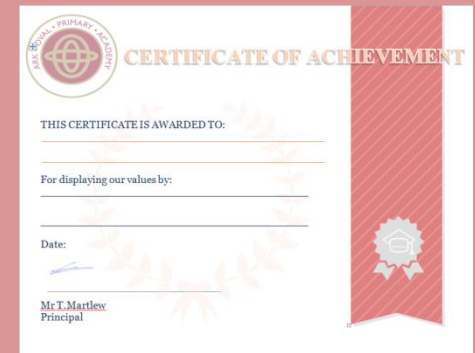 ARK ROYAL · PRIMARY · ACADEMY
CERTIFICATE OF ACHIEVEMENT
THIS CERTIFICATE IS AWARDED TO:
For displaying our values by:
Date:
Mr T.Martlew
Principal